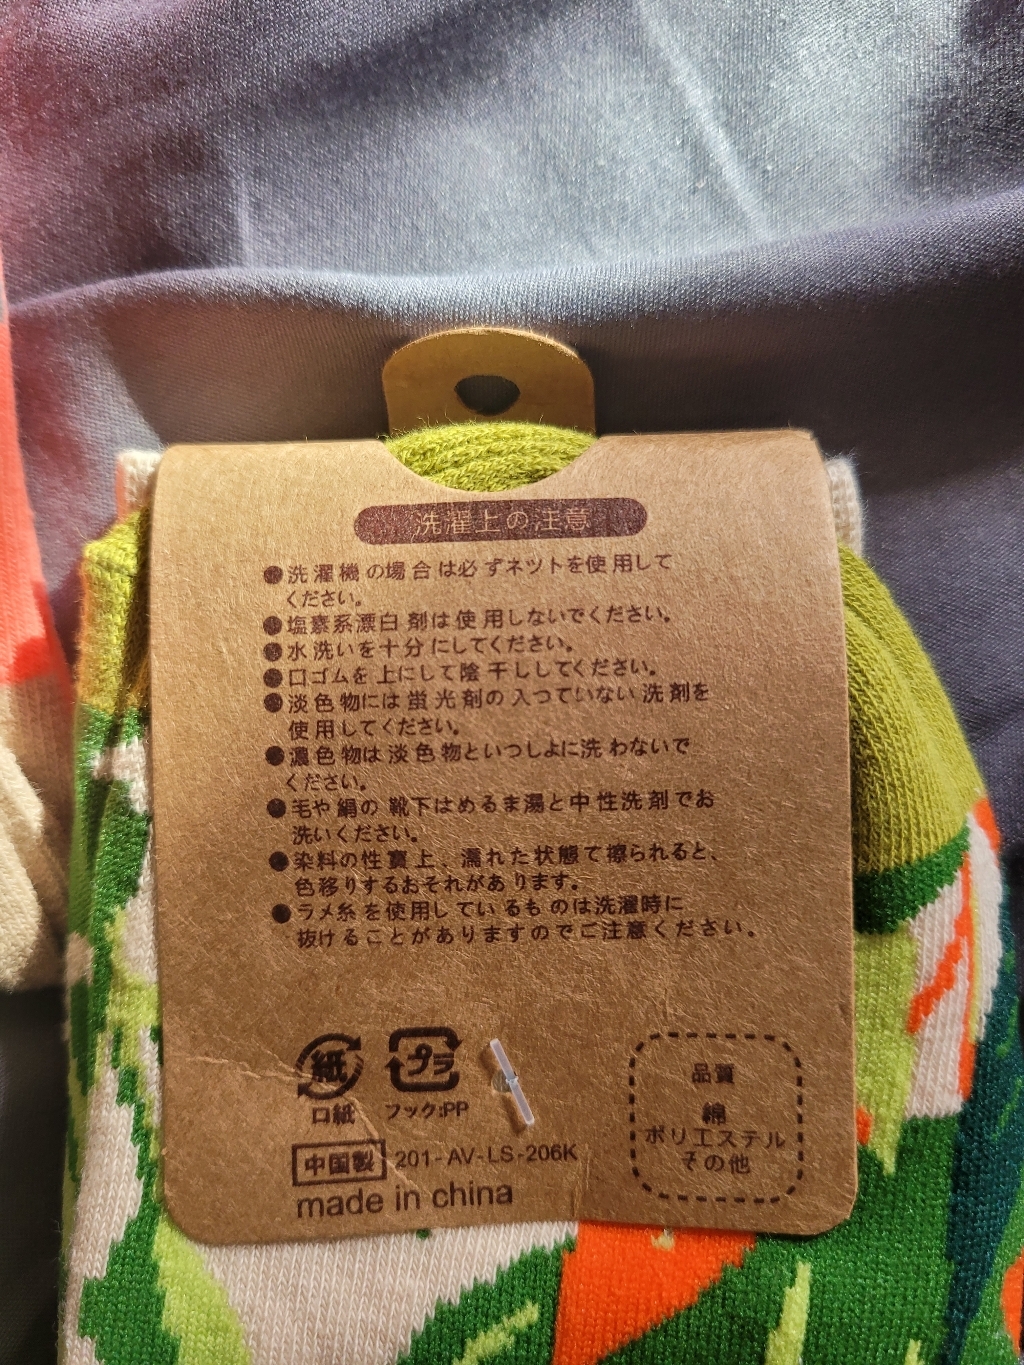 洗濯上の注意
●洗濯機の場合は必ずネツトを使用して
ください。
●塩素系漂白剤は使用しないでください。
●水洗いを十分にしてください。
●口ゴムを上にして陰干ししてください。
●淡色物には蛍光剤の入つていない洗剤を
使用してください。
●濃色物は淡色物といつしよに洗わないで
ください。
●毛や絹の靴下はめるま湯と中性洗剤でお
洗いください。
●染料の性質上、濡れた状態て擦られると、
色移りするおそれがあります。
●ラメ糸を使用しているものは洗濯時に
抜けることがありますのでご注意ください。
紙
プラ
口紙
フック:PP
中国製 201-AV-LS-206K
made in china
品質
綿
ポリエステル
その他